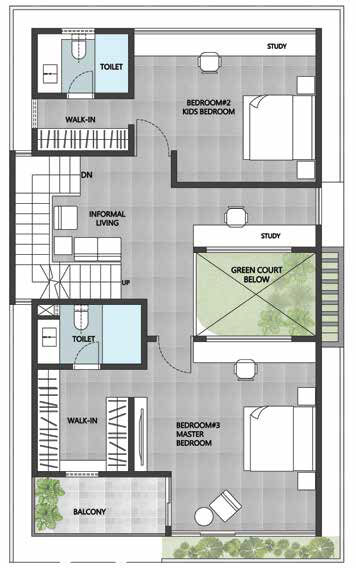 TOILET
STUDY
BEDROOM#2
KIDS BEDROOM
WALK-IN
DN
INFORMAL
LIVING
STUDY
GREEN COURT
BELOW
UP
TOILET
WALK-IN
BEDROOM#3
MASTER
BEDROOM
BALCONY